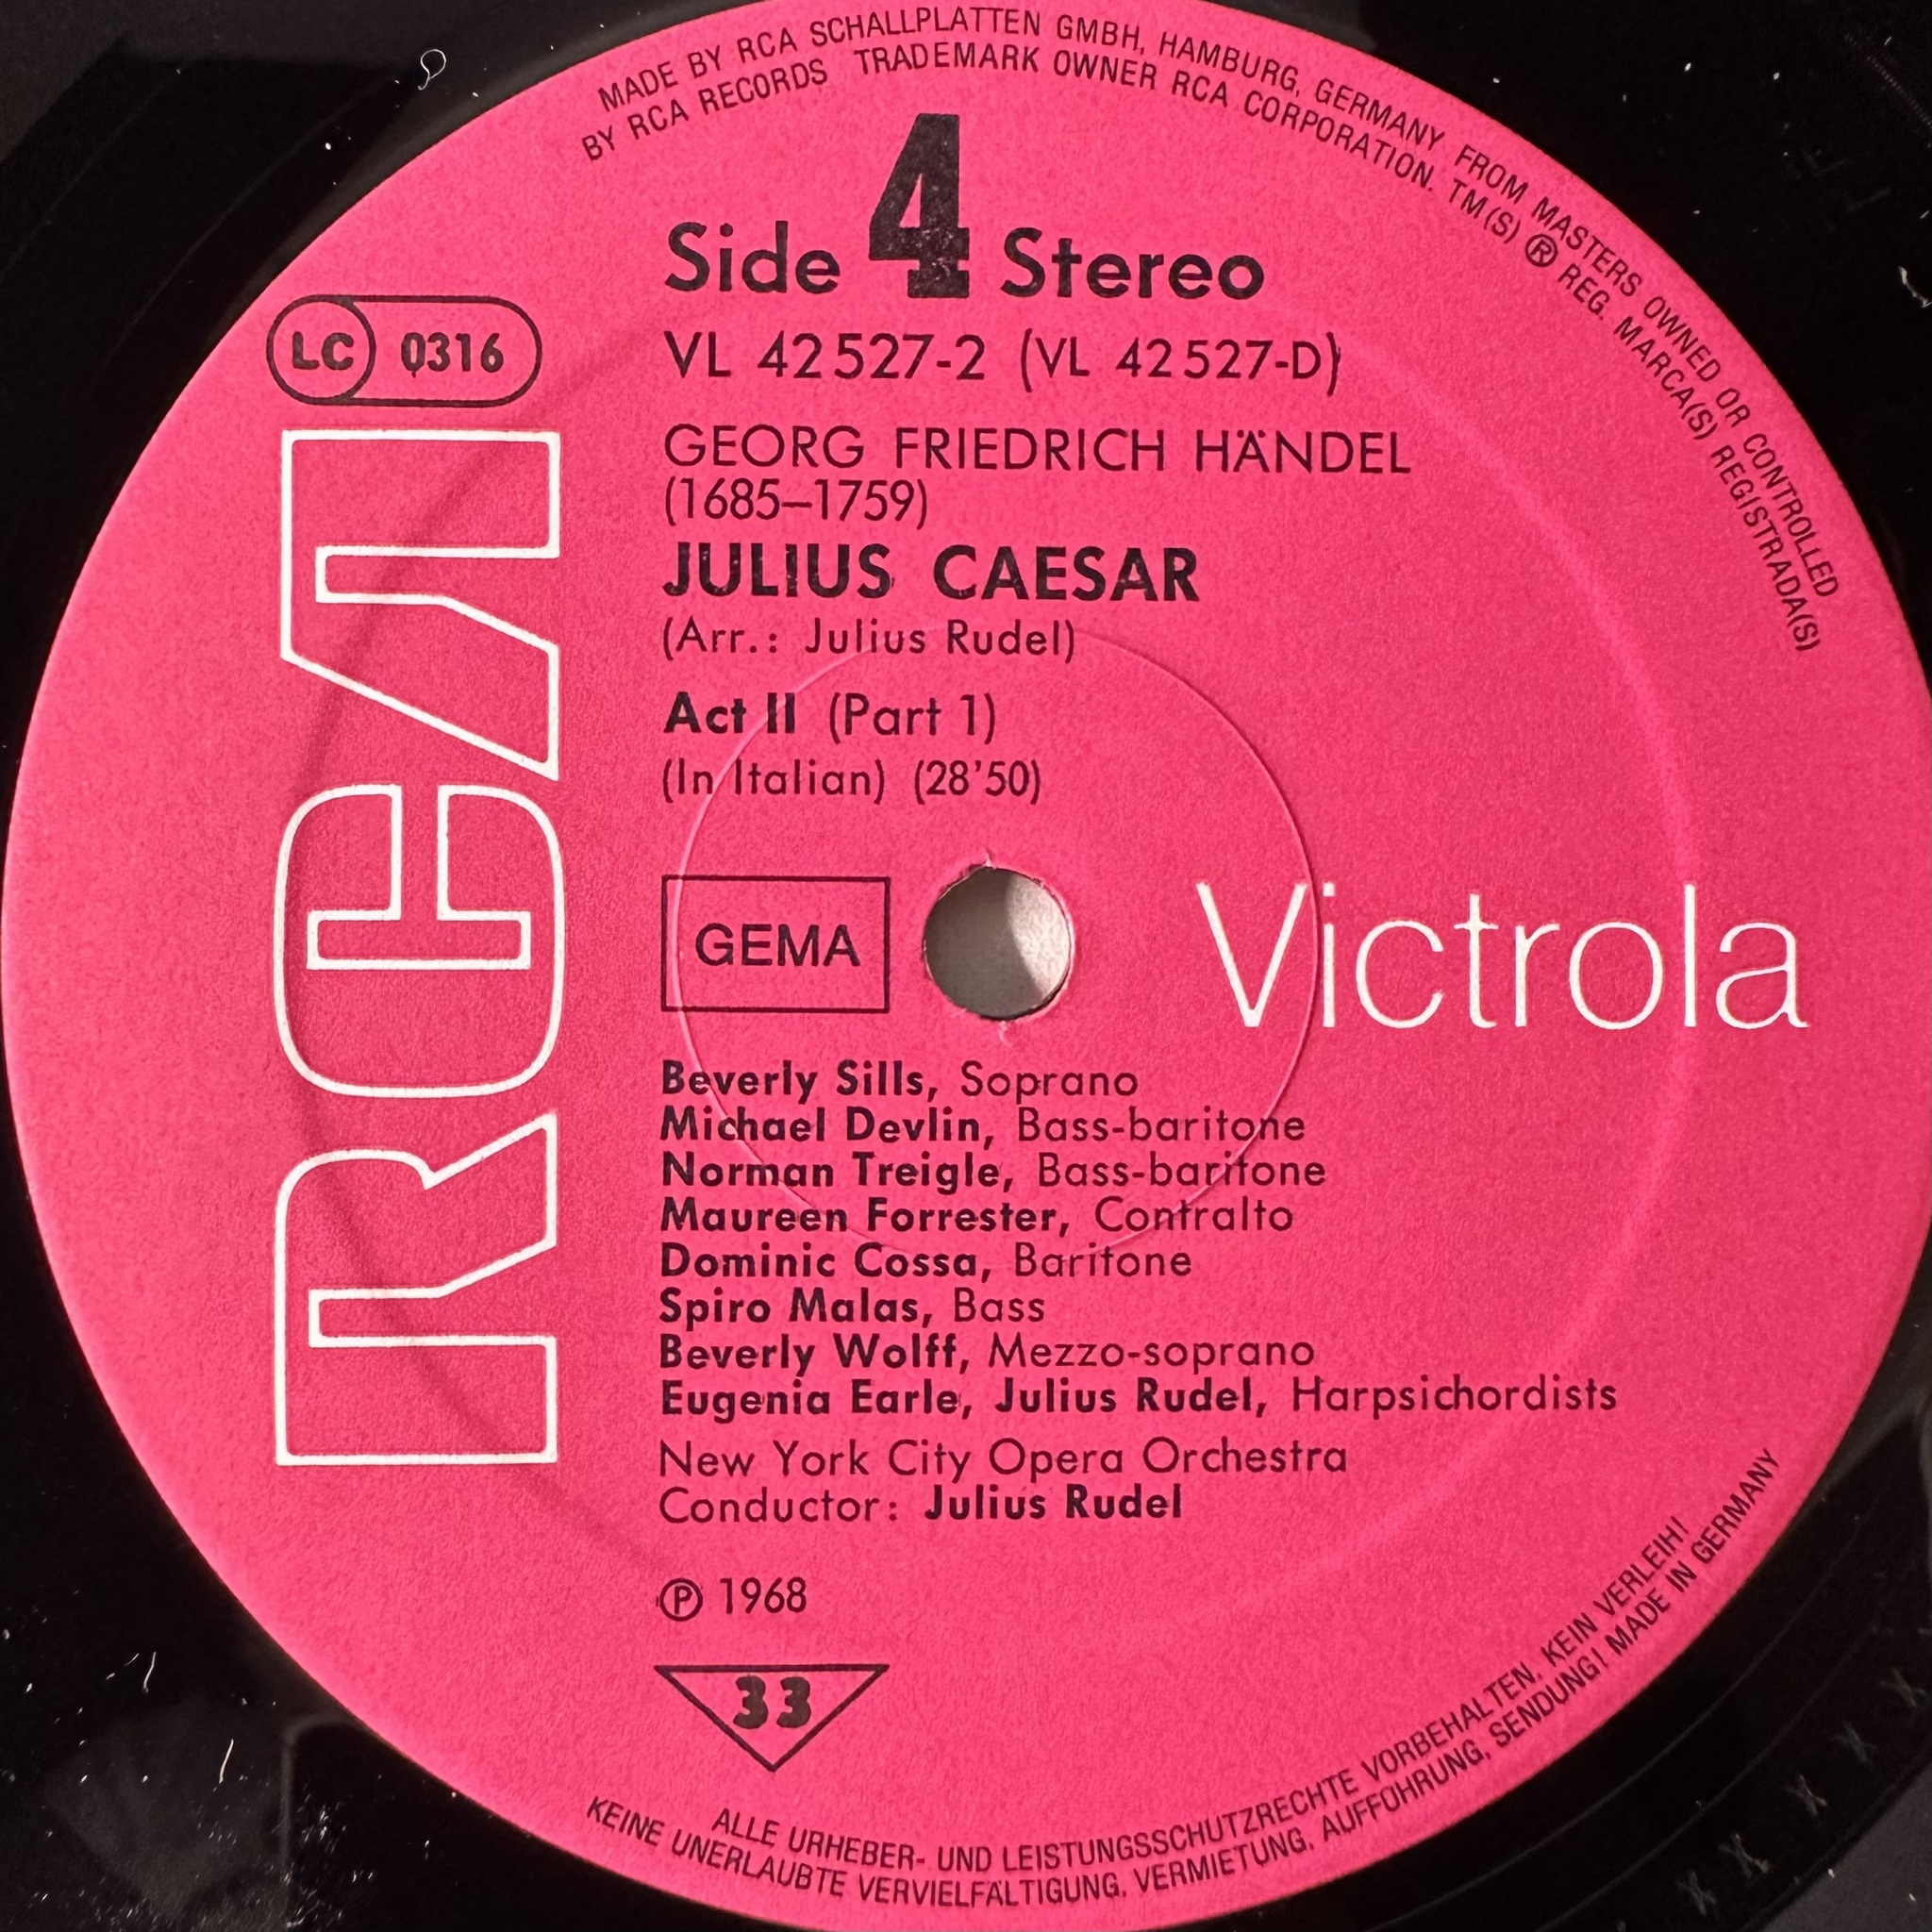 MADE BY RCA SCHALLPLATTEN GMBH, HAMBURG, GERMANY FROM MASTERS OWNED OR CONTROLLED
BY RCA RECORDS TRADEMARK OWNER RCA CORPORATION. TM(S) ® REG. MARCA(S) REGISTRADA(S)
Side 4 Stereo
LC 0316
VL 42527-2 (VL 42527-D)
GEORG FRIEDRICH HÄNDEL
(1685–1759)
JULIUS CAESAR
(Arr.: Julius Rudel)
Act II (Part 1)
(In Italian) (28'50)
RCA
GEMA
Victrola
Beverly Sills, Soprano
Michael Devlin, Bass-baritone
Norman Treigle, Bass-baritone
Maureen Forrester, Contralto
Dominic Cossa, Baritone
Spiro Malas, Bass
Beverly Wolff, Mezzo-soprano
Eugenia Earle, Julius Rudel, Harpsichordists
New York City Opera Orchestra
Conductor: Julius Rudel
℗ 1968
33
ALLE URHEBER- UND LEISTUNGSSCHUTZRECHTE VORBEHALTEN, KEIN VERLEIH!
KEINE UNERLAUBTE VERVIELFÄLTIGUNG, VERMIETUNG, AUFFÜHRUNG, SENDUNG! MADE IN GERMANY